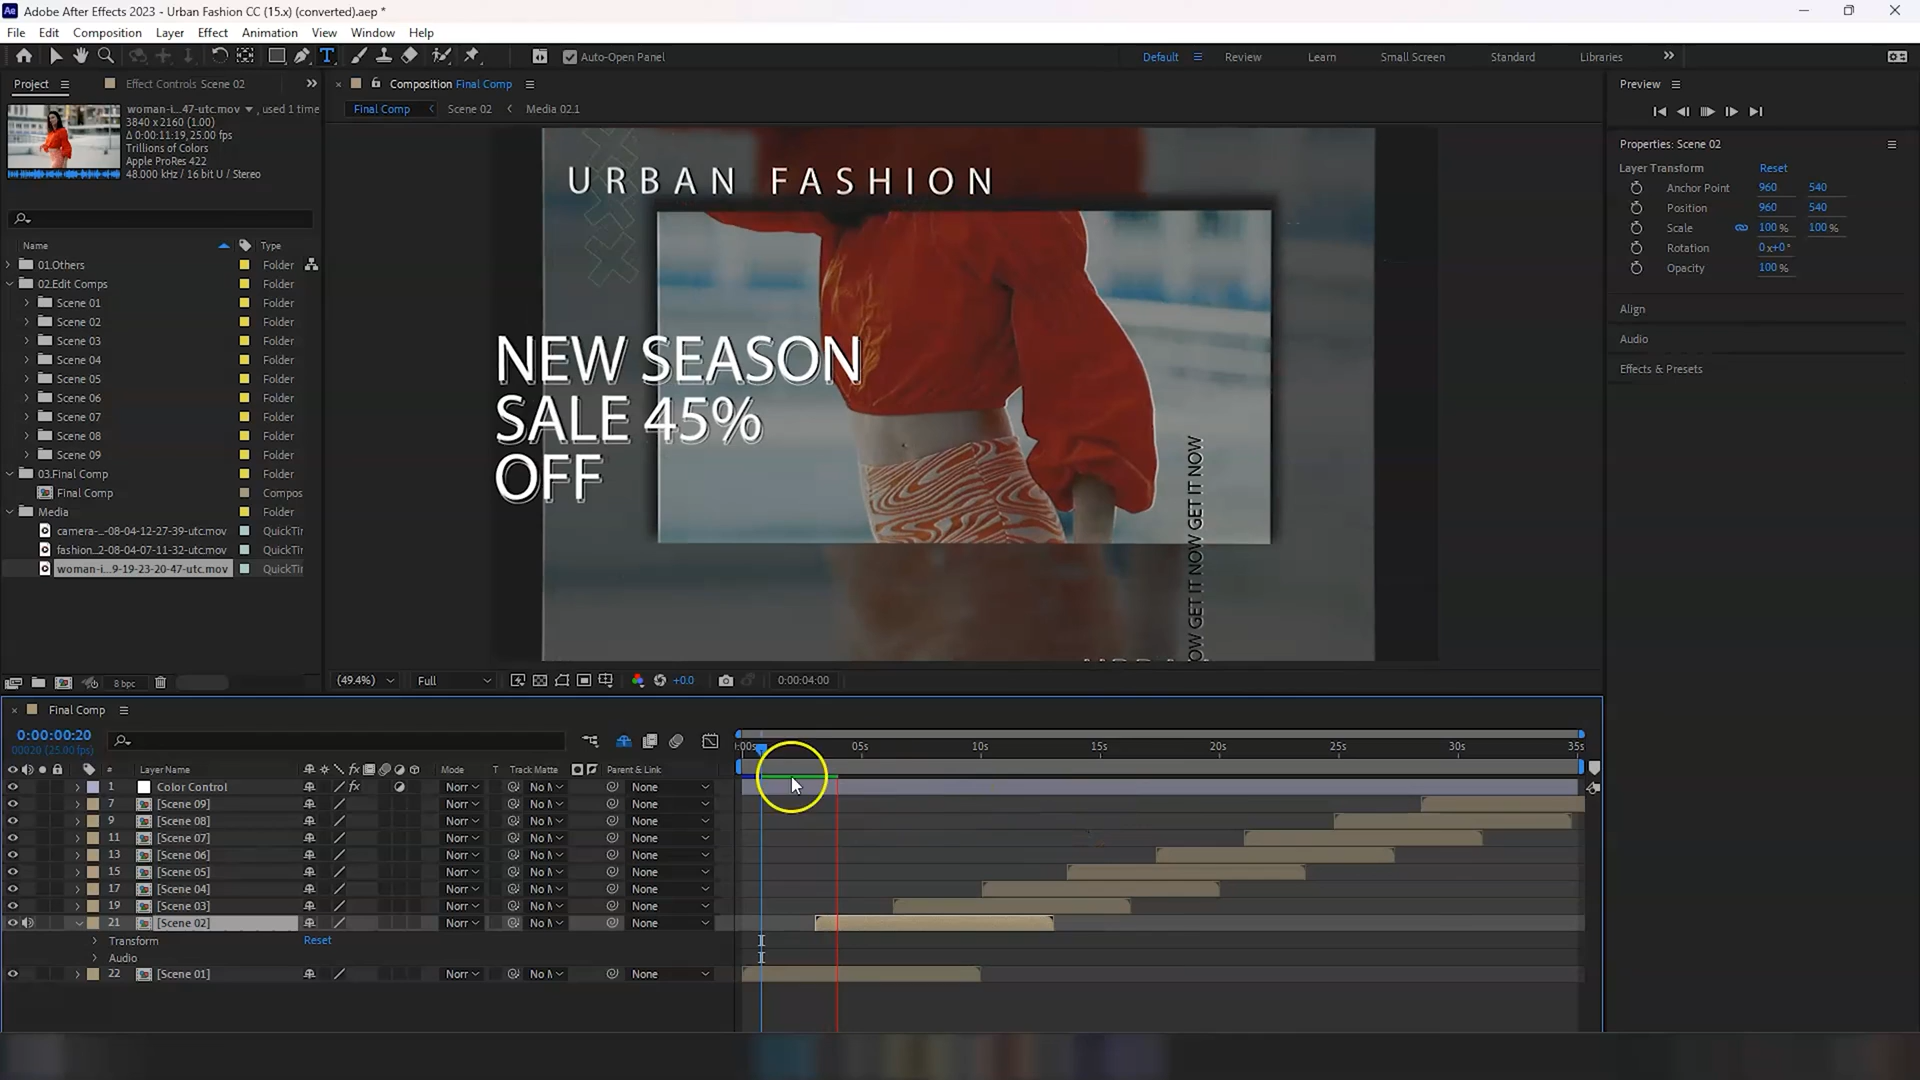 Adobe After Effects 2023 - Urban Fashion CC (15.x) (converted).aep *
File Edit Composition Layer Effect Animation View Window Help
Auto-Open Panel
Default Review Learn Small Screen Standard Libraries
Project Effect Controls Scene 02
woman-i...47-utc.mov , used 1 time
3840 x 2160 (1.00)
Δ 0:00:11:19, 25.00 fps
Trillions of Colors
Apple ProRes 422
48.000 kHz / 16 bit U / Stereo
Name Type
01.Others Folder
02.Edit Comps Folder
Scene 01 Folder
Scene 02 Folder
Scene 03 Folder
Scene 04 Folder
Scene 05 Folder
Scene 06 Folder
Scene 07 Folder
Scene 08 Folder
Scene 09 Folder
03.Final Comp Folder
Final Comp Compos
Media Folder
camera-...-08-04-12-27-39-utc.mov QuickTir
fashion...2-08-04-07-11-32-utc.mov QuickTir
woman-i...9-19-23-20-47-utc.mov QuickTir
8 bpc
Composition Final Comp
Final Comp Scene 02 Media 02.1
URBAN FASHION
NEW SEASON
SALE 45%
OFF
OW GET IT NOW GET IT NOW
(49.4%) Full +0.0 0:00:04:00
Preview
Properties: Scene 02
Layer Transform Reset
Anchor Point 960 540
Position 960 540
Scale 100 % 100 %
Rotation 0 x+0 °
Opacity 100 %
Align
Audio
Effects & Presets
Final Comp
0:00:00:20
00020 (25.00 fps)
# Layer Name Mode T Track Matte Parent & Link
:00s 05s 10s 15s 20s 25s 30s 35s
1 Color Control Norr No M None
7 [Scene 09] Norr No M None
9 [Scene 08] Norr No M None
11 [Scene 07] Norr No M None
13 [Scene 06] Norr No M None
15 [Scene 05] Norr No M None
17 [Scene 04] Norr No M None
19 [Scene 03] Norr No M None
21 [Scene 02] Norr No M None
Transform Reset
Audio
22 [Scene 01] Norr No M None